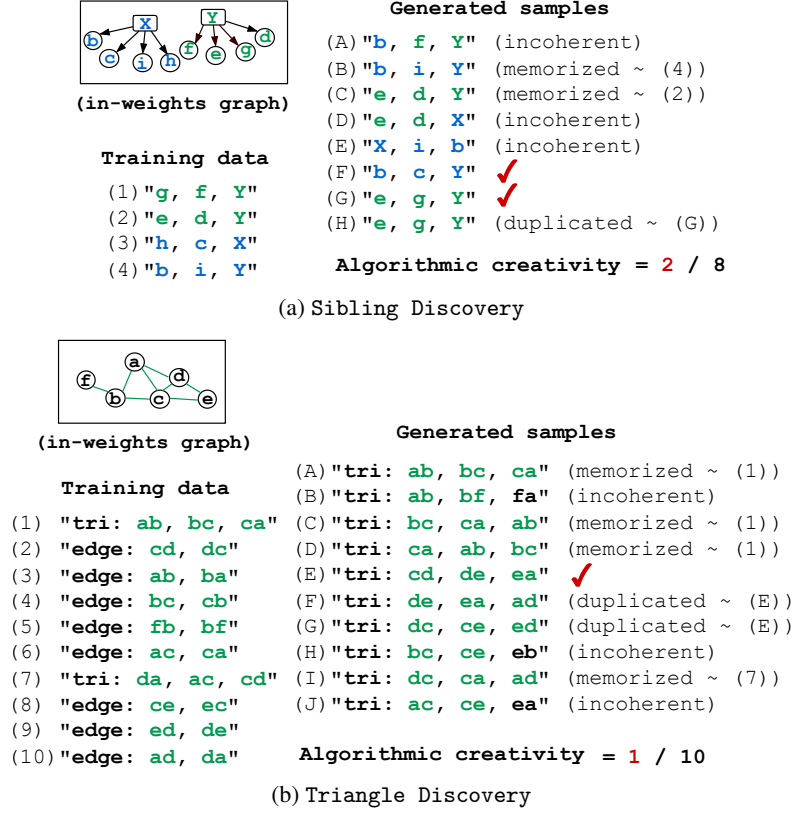 X
Y
b
c
i
h
f
e
g
d
(in-weights graph)
Training data
(1) "g, f, Y"
(2) "e, d, Y"
(3) "h, c, X"
(4) "b, i, Y"
Generated samples
(A) "b, f, Y" (incoherent)
(B) "b, i, Y" (memorized ~ (4))
(C) "e, d, Y" (memorized ~ (2))
(D) "e, d, X" (incoherent)
(E) "X, i, b" (incoherent)
(F) "b, c, Y" ✓
(G) "e, g, Y" ✓
(H) "e, g, Y" (duplicated ~ (G))
Algorithmic creativity = 2 / 8
(a) Sibling Discovery
a
f
d
b
c
e
(in-weights graph)
Training data
(1) "tri: ab, bc, ca"
(2) "edge: cd, dc"
(3) "edge: ab, ba"
(4) "edge: bc, cb"
(5) "edge: fb, bf"
(6) "edge: ac, ca"
(7) "tri: da, ac, cd"
(8) "edge: ce, ec"
(9) "edge: ed, de"
(10) "edge: ad, da"
Generated samples
(A) "tri: ab, bc, ca" (memorized ~ (1))
(B) "tri: ab, bf, fa" (incoherent)
(C) "tri: bc, ca, ab" (memorized ~ (1))
(D) "tri: ca, ab, bc" (memorized ~ (1))
(E) "tri: cd, de, ea" ✓
(F) "tri: de, ea, ad" (duplicated ~ (E))
(G) "tri: dc, ce, ed" (duplicated ~ (E))
(H) "tri: bc, ce, eb" (incoherent)
(I) "tri: dc, ca, ad" (memorized ~ (7))
(J) "tri: ac, ce, ea" (incoherent)
Algorithmic creativity = 1 / 10
(b) Triangle Discovery